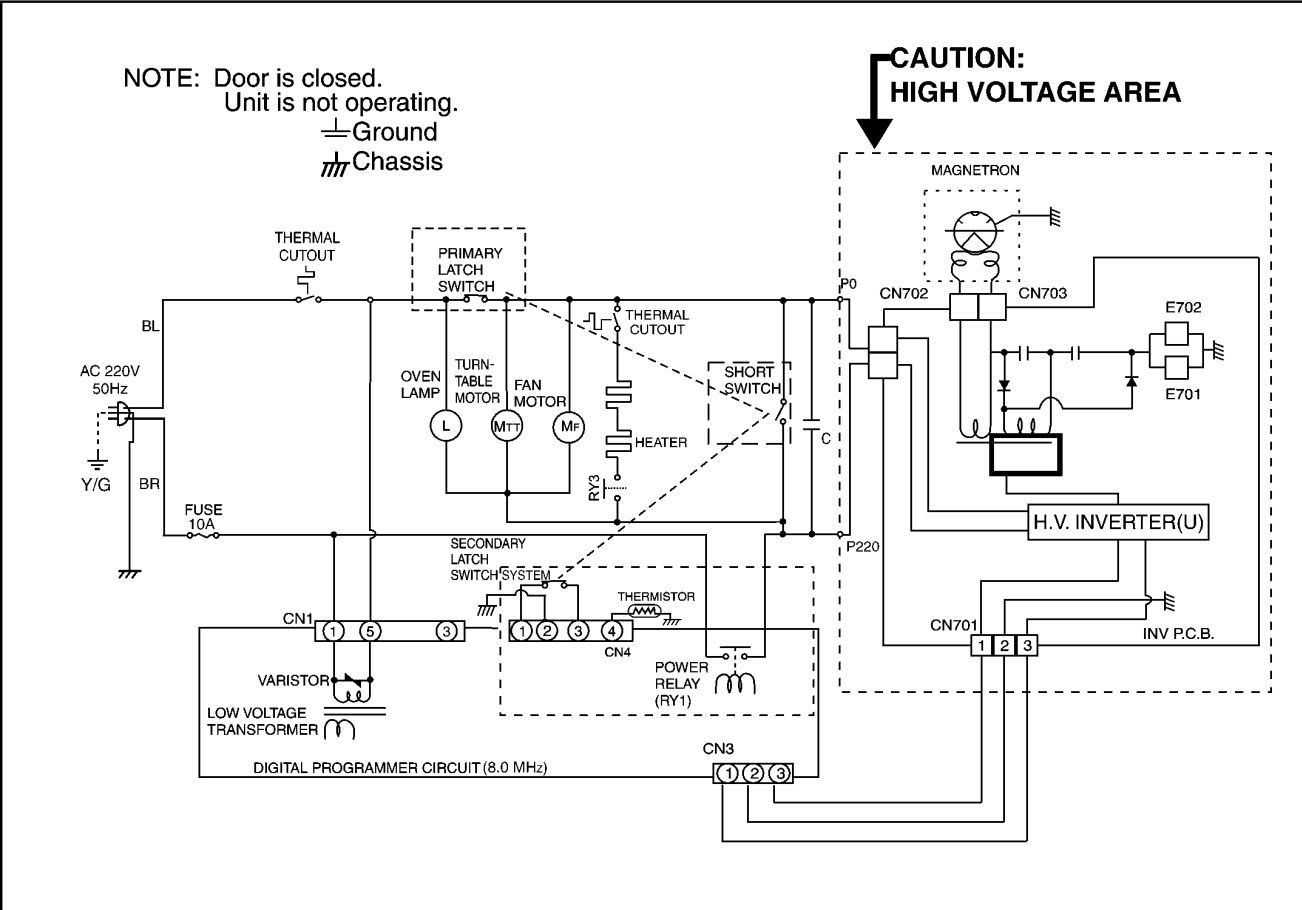 NOTE: Door is closed.
Unit is not operating.
Ground
Chassis
CAUTION:
HIGH VOLTAGE AREA
MAGNETRON
THERMAL
CUTOUT
PRIMARY
LATCH
SWITCH
P0
CN702
CN703
E702
E701
BL
THERMAL
CUTOUT
AC 220V
50Hz
OVEN
LAMP
TURN-
TABLE
MOTOR
FAN
MOTOR
SHORT
SWITCH
L
MTT
MF
HEATER
C
Y/G
BR
RY3
FUSE
10A
H.V. INVERTER(U)
P220
SECONDARY
LATCH
SWITCH SYSTEM
THERMISTOR
CN1
1 5 3
1 2 3 4
CN4
CN701
1 2 3
INV P.C.B.
VARISTOR
POWER
RELAY
(RY1)
LOW VOLTAGE
TRANSFORMER
CN3
DIGITAL PROGRAMMER CIRCUIT (8.0 MHz)
1 2 3